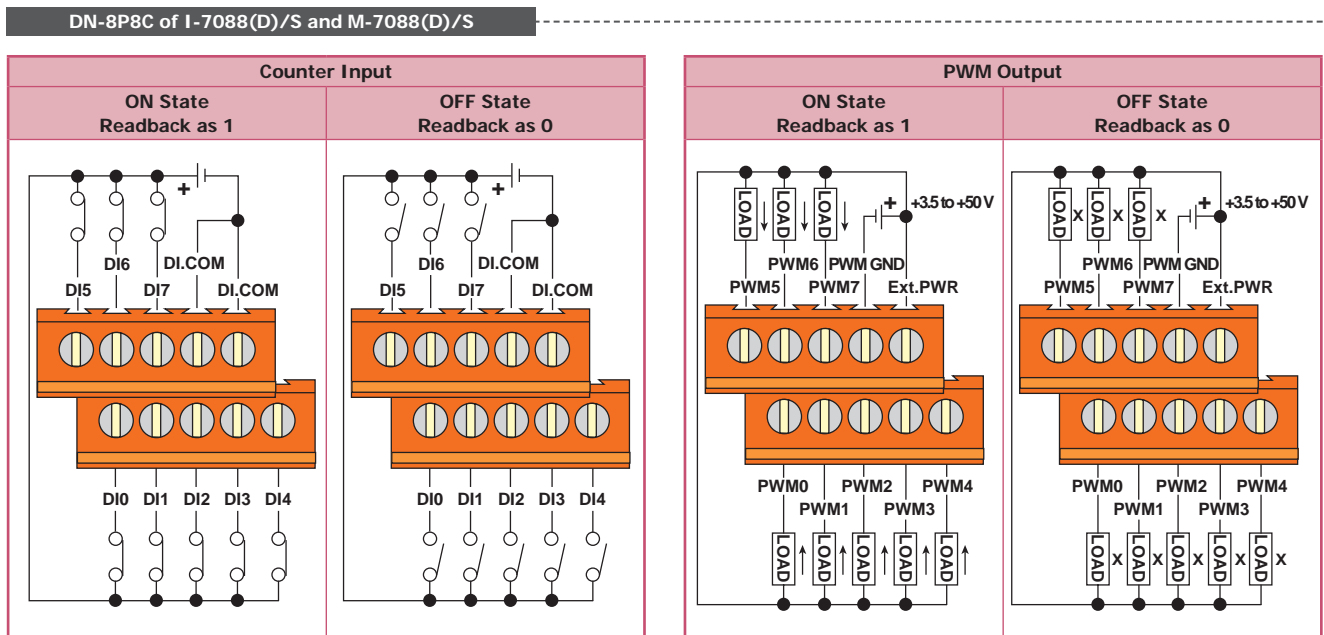 DN-8P8C of I-7088(D)/S and M-7088(D)/S
Counter Input
ON State
Readback as 1
OFF State
Readback as 0
+
DI6
DI.COM
DI5
DI7
DI.COM
DI0
DI1
DI2
DI3
DI4
+
DI6
DI.COM
DI5
DI7
DI.COM
DI0
DI1
DI2
DI3
DI4
PWM Output
ON State
Readback as 1
OFF State
Readback as 0
LOAD
LOAD
LOAD
+
+3.5 to +50 V
PWM6
PWM GND
PWM5
PWM7
Ext.PWR
PWM0
PWM2
PWM4
PWM1
PWM3
LOAD
LOAD
LOAD
LOAD
LOAD
LOAD
X
LOAD
X
LOAD
X
+
+3.5 to +50 V
PWM6
PWM GND
PWM5
PWM7
Ext.PWR
PWM0
PWM2
PWM4
PWM1
PWM3
LOAD
X
LOAD
X
LOAD
X
LOAD
X
LOAD
X